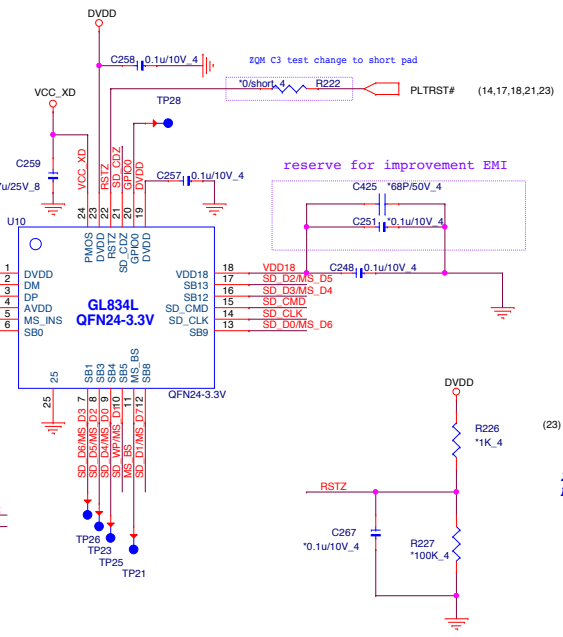 DVDD
C258 0.1u/10V_4
ZQM C3 test change to short pad
*0/short_4 R222
PLTRST# (14,17,18,21,23)
VCC_XD
TP28
C259
u/25V_8
C257 0.1u/10V_4
reserve for improvement EMI
C425 *68P/50V_4
C251 *0.1u/10V_4
VCC_XD
RSTZ
SD_CDZ
GPIO0
DVDD
24 23 22 21 20 19
U10
PMOS
DVDD
RSTZ
SD_CDZ
GPIO0
DVDD
1 DVDD
2 DM
3 DP
4 AVDD
5 MS_INS
6 SB0
GL834L
QFN24-3.3V
VDD18 18 VDD18
SB13 17 SD_D2/MS_D5
SB12 16 SD_D3/MS_D4
SD_CMD 15 SD_CMD
SD_CLK 14 SD_CLK
SB9 13 SD_D0/MS_D6
C248 0.1u/10V_4
25
SB1
SB3
SB4
SB5
MS_BS
SB8
QFN24-3.3V
25
7 8 9 10 11 12
SD_D6/MS_D3
SD_D5/MS_D2
SD_D4/MS_D0
SD_WP/MS_D1
MS_BS
SD_D1/MS_D7
TP26
TP23
TP25
TP21
DVDD
R226
*1K_4
(23)
RSTZ
C267
*0.1u/10V_4
R227
*100K_4